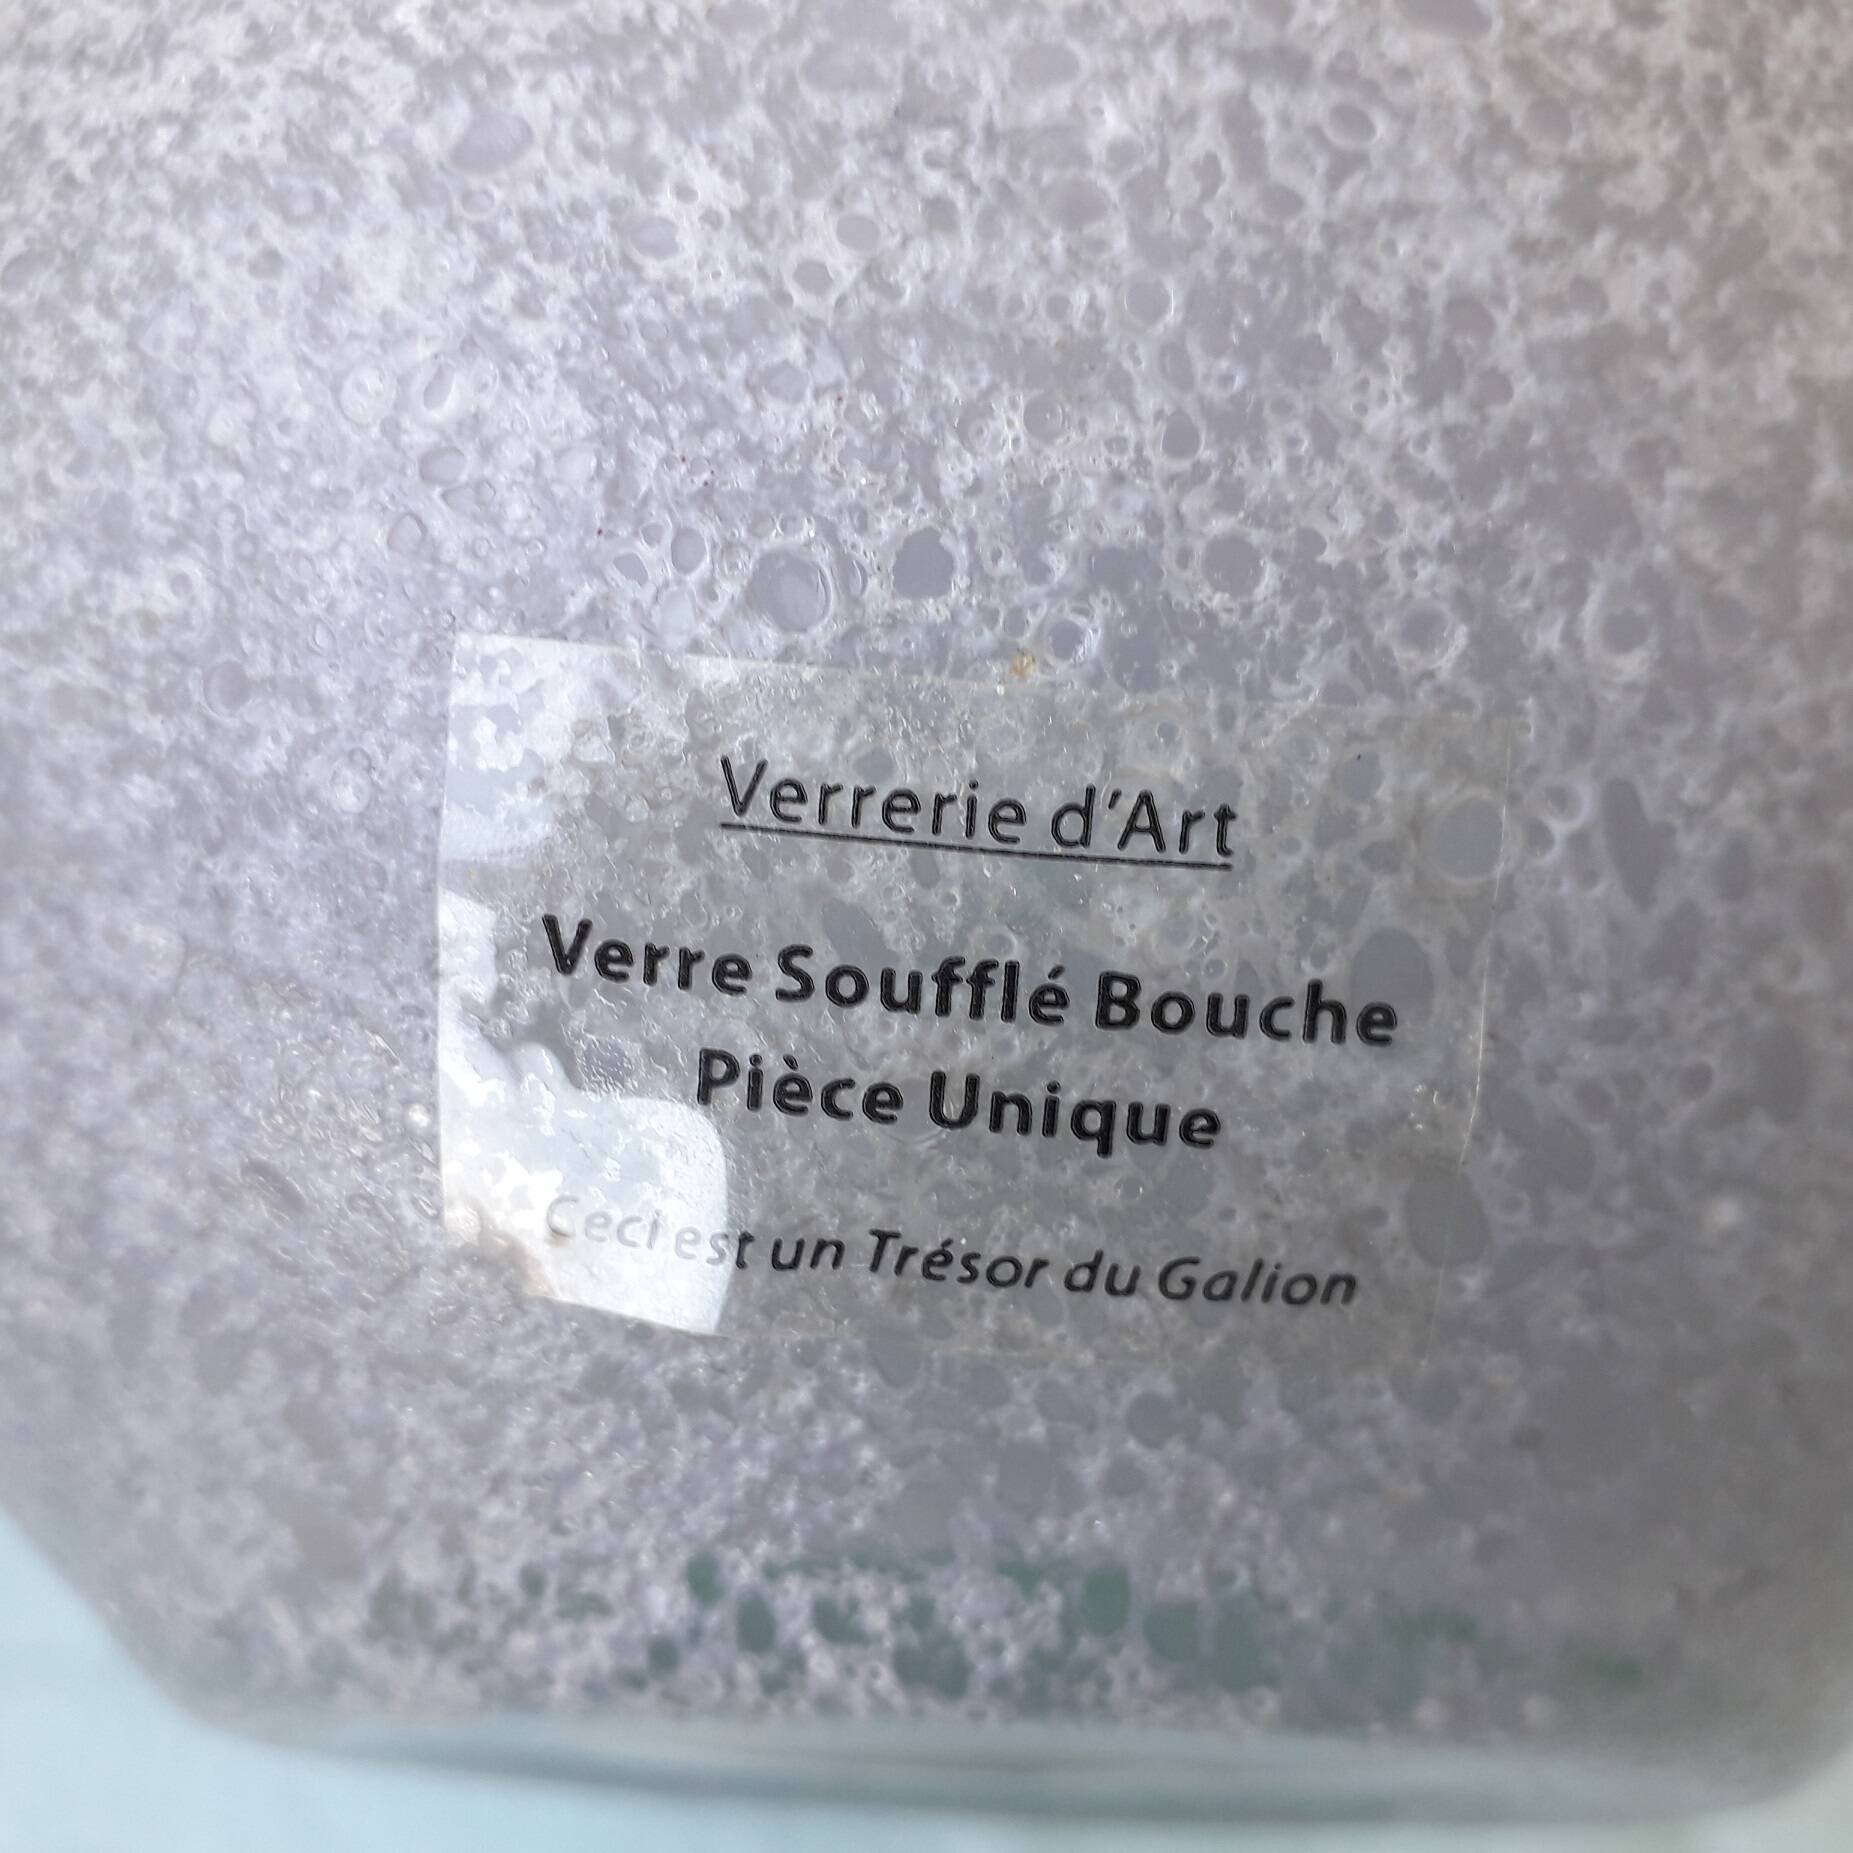 Verrerie d'Art
Verre Soufflé Bouche
Pièce Unique
Ceci est un Trésor du Galion